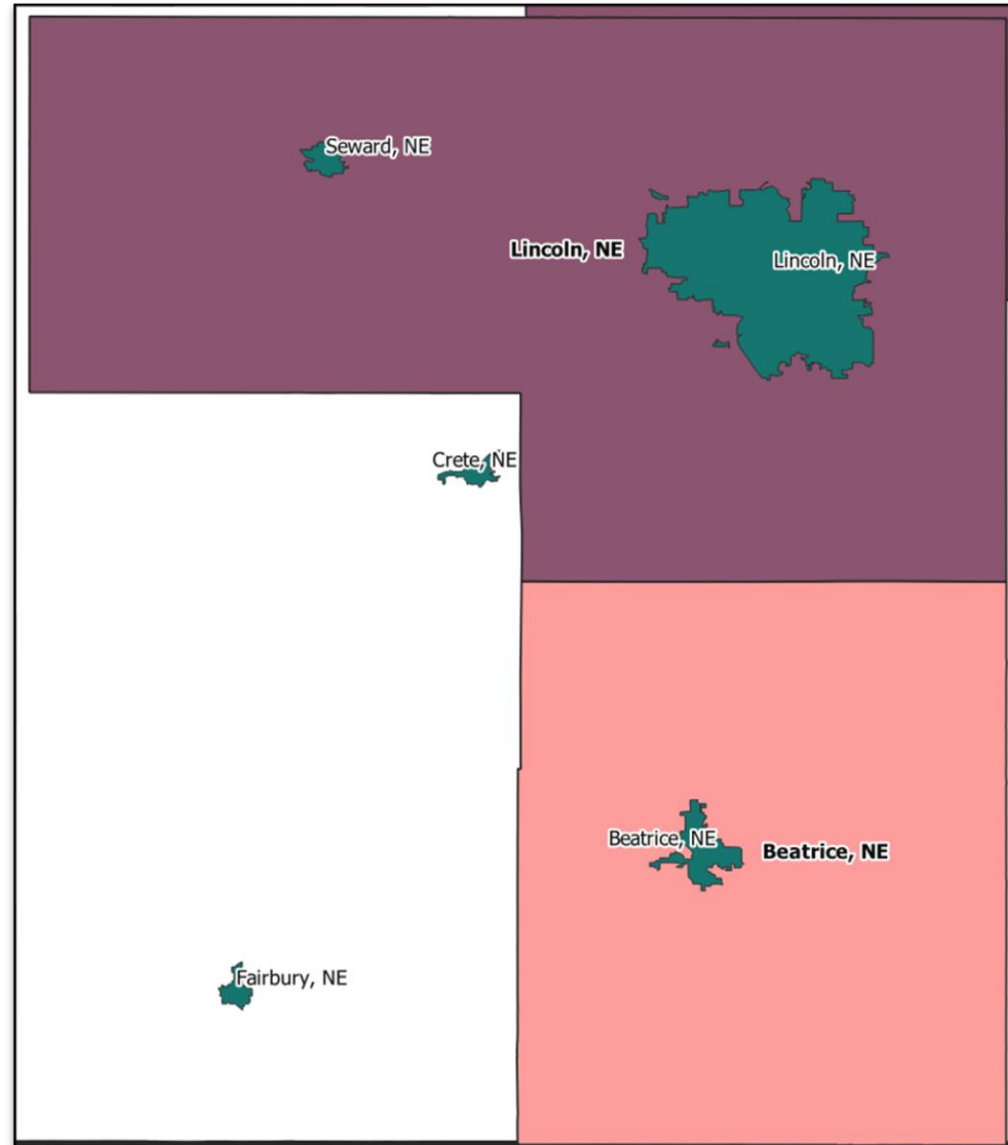 Seward, NE
Lincoln, NE
Lincoln, NE
Crete, NE
Beatrice, NE
Beatrice, NE
Fairbury, NE